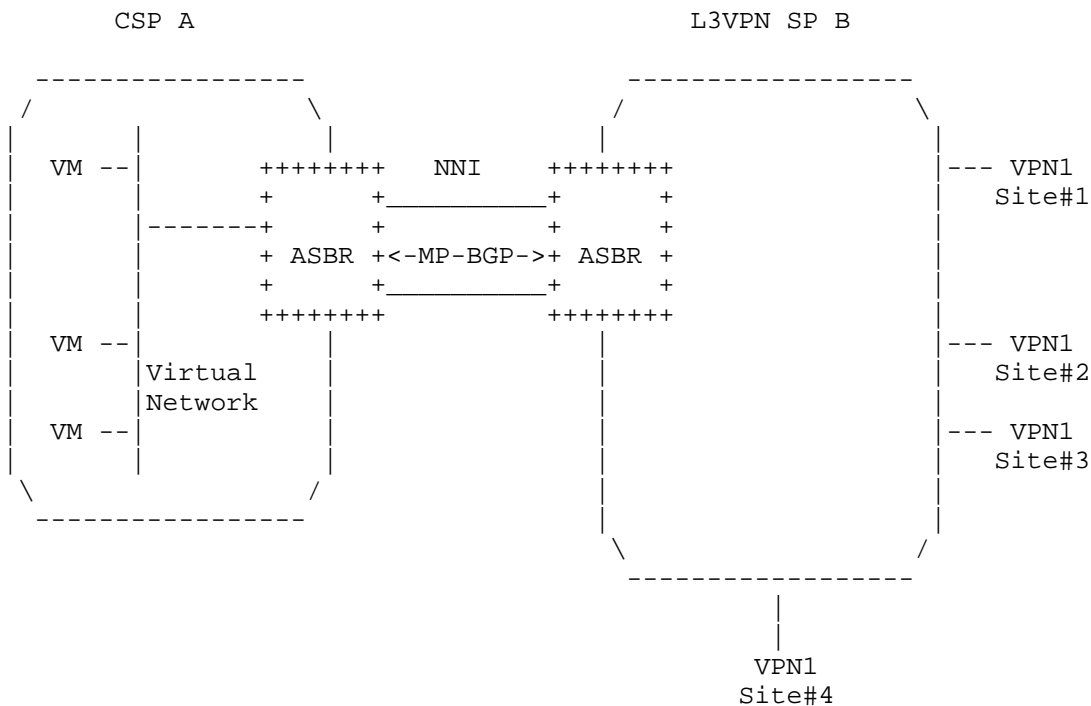 CSP A L3VPN SP B
VM -- NNI --- VPN1
Site#1
ASBR <-MP-BGP-> ASBR
VM -- --- VPN1
Virtual Site#2
Network
VM -- --- VPN1
Site#3
VPN1
Site#4